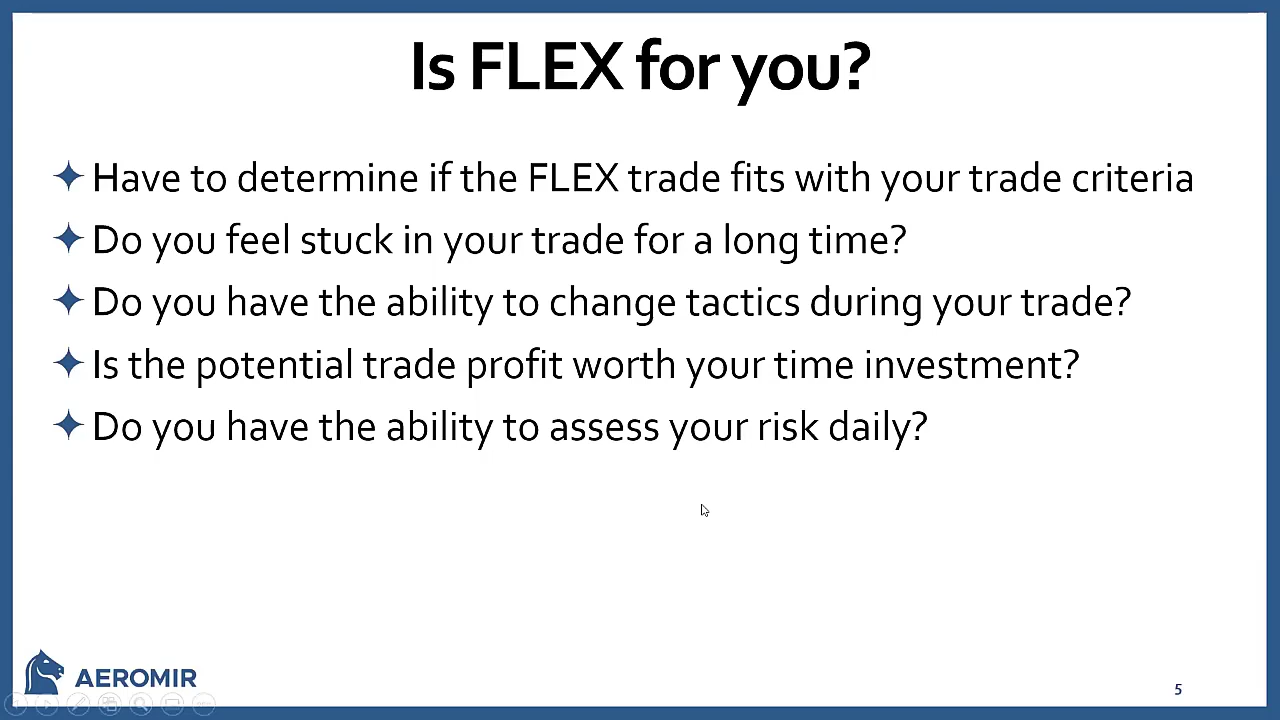 Is FLEX for you?
Have to determine if the FLEX trade fits with your trade criteria
Do you feel stuck in your trade for a long time?
Do you have the ability to change tactics during your trade?
Is the potential trade profit worth your time investment?
Do you have the ability to assess your risk daily?
AEROMIR
5